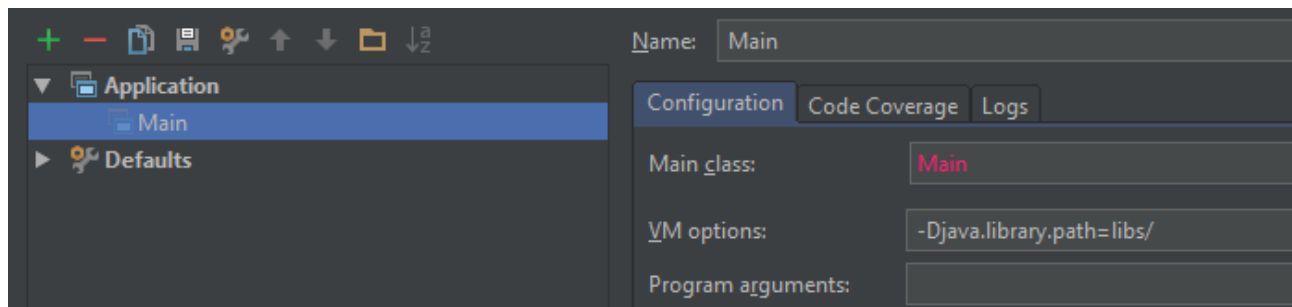 Name: Main
Application
Main
Defaults
Configuration Code Coverage Logs
Main class: Main
VM options: -Djava.library.path=libs/
Program arguments: